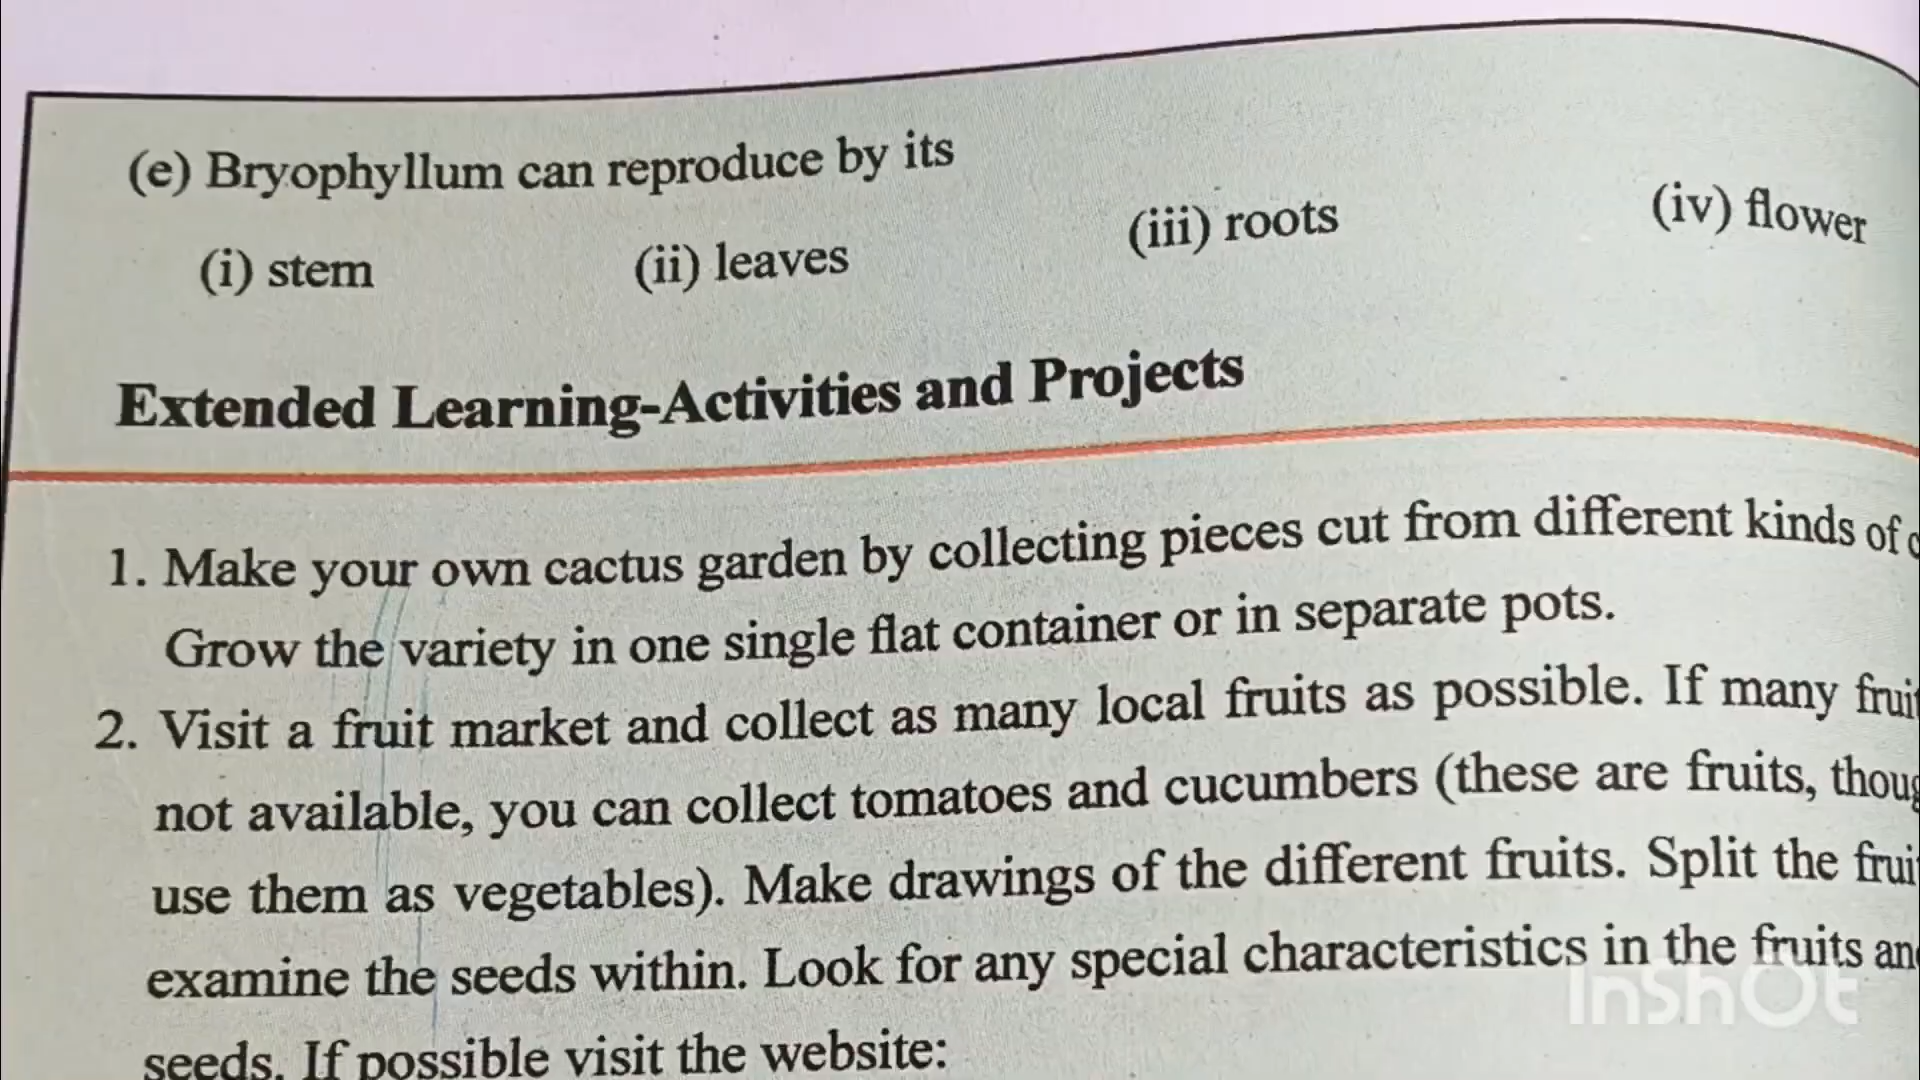 (e) Bryophyllum can reproduce by its
(i) stem (ii) leaves (iii) roots (iv) flower
Extended Learning-Activities and Projects
1. Make your own cactus garden by collecting pieces cut from different kinds of
Grow the variety in one single flat container or in separate pots.
2. Visit a fruit market and collect as many local fruits as possible. If many
not available, you can collect tomatoes and cucumbers (these are fruits,
use them as vegetables). Make drawings of the different fruits. Split the
examine the seeds within. Look for any special characteristics in the fruits
seeds. If possible visit the website:
InShOt